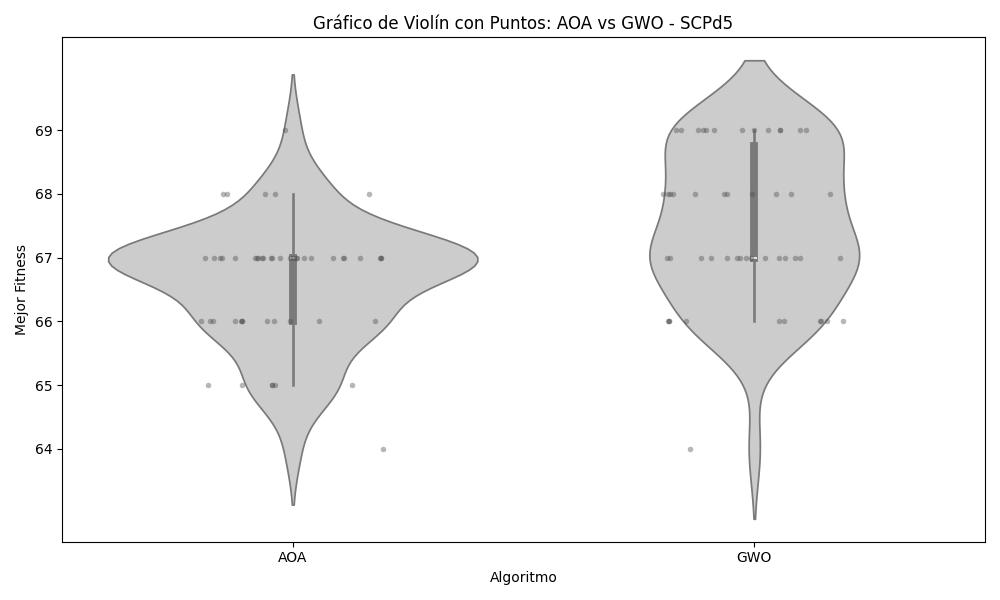 Gráfico de Violín con Puntos: AOA vs GWO - SCPd5
Mejor Fitness
69
68
67
66
65
64
AOA
GWO
Algoritmo